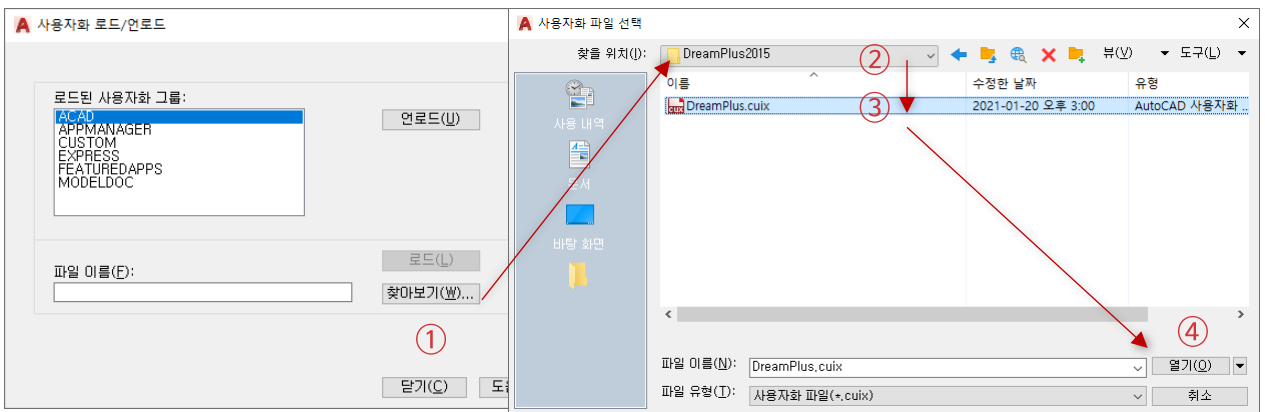 사용자화 로드/언로드
로드된 사용자화 그룹:
ACAD
APPMANAGER
CUSTOM
EXPRESS
FEATUREDAPPS
MODELDOC
언로드(U)
파일 이름(F):
로드(L)
찾아보기(W)...
①
닫기(C)
사용자화 파일 선택
찾을 위치(I):
DreamPlus2015
②
뷰(V)
도구(L)
이름
수정한 날짜
유형
DreamPlus.cuix
③
2021-01-20 오후 3:00
AutoCAD 사용자화 ...
사용 내역
문서
바탕 화면
④
파일 이름(N):
DreamPlus.cuix
열기(O)
파일 유형(T):
사용자화 파일(*.cuix)
취소